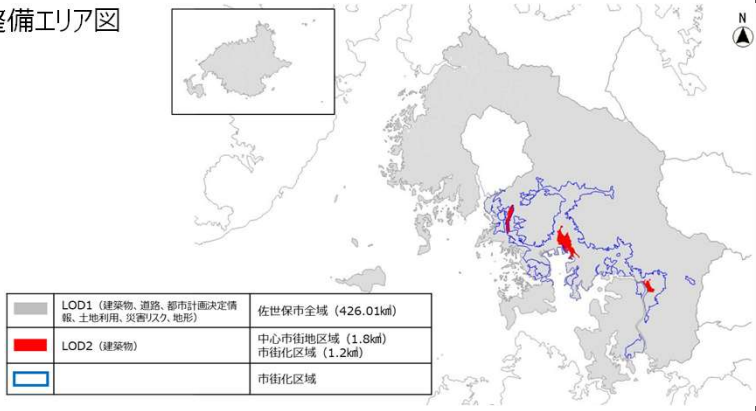 整備エリア図
N
LOD1（建築物、道路、都市計画決定情
報、土地利用、災害リスク、地形）
佐世保市全域（426.01㎢）
LOD2（建築物）
中心市街地区域（1.8㎢）
市街化区域（1.2㎢）
市街化区域